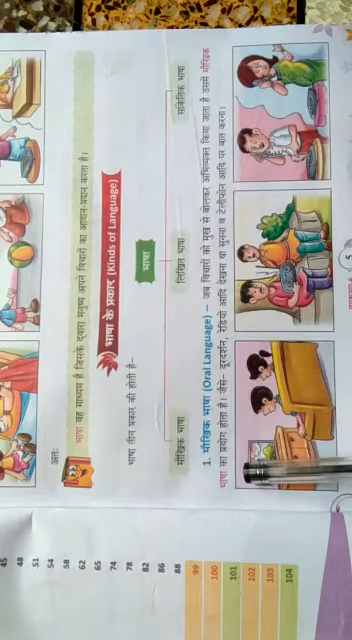 अतः
भाषा वह माध्यम है जिसके द्वारा मनुष्य अपने विचारों का आदान-प्रदान करता है।
भाषा के प्रकार (Kinds of Language)
भाषा तीन प्रकार की होती है–
भाषा
मौखिक भाषा लिखित भाषा सांकेतिक भाषा
1. मौखिक भाषा (Oral Language) – जब विचारों को मुख से बोलकर अभिव्यक्त किया जाता है उसमें मौखिक
भाषा का प्रयोग होता है। जैसे– दूरदर्शन, रेडियो आदि देखना या सुनना व टेलीफोन आदि पर बात करना।
5
45
48
51
54
58
62
65
74
78
82
86
88
99
100
101
102
103
104